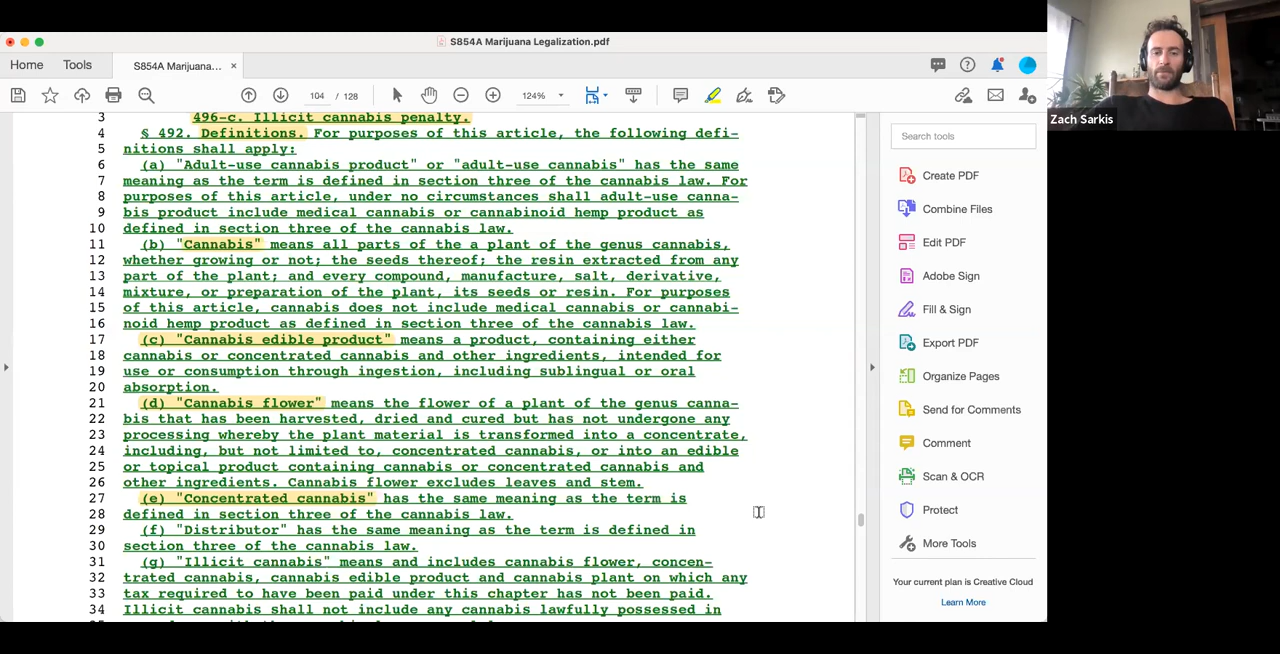 S854A Marijuana Legalization.pdf
Home Tools S854A Marijuana... ×
104 / 128 124%
3 496-c. Illicit cannabis penalty.
4 § 492. Definitions. For purposes of this article, the following defi-
5 nitions shall apply:
6 (a) "Adult-use cannabis product" or "adult-use cannabis" has the same
7 meaning as the term is defined in section three of the cannabis law. For
8 purposes of this article, under no circumstances shall adult-use canna-
9 bis product include medical cannabis or cannabinoid hemp product as
10 defined in section three of the cannabis law.
11 (b) "Cannabis" means all parts of the a plant of the genus cannabis,
12 whether growing or not; the seeds thereof; the resin extracted from any
13 part of the plant; and every compound, manufacture, salt, derivative,
14 mixture, or preparation of the plant, its seeds or resin. For purposes
15 of this article, cannabis does not include medical cannabis or cannabi-
16 noid hemp product as defined in section three of the cannabis law.
17 (c) "Cannabis edible product" means a product, containing either
18 cannabis or concentrated cannabis and other ingredients, intended for
19 use or consumption through ingestion, including sublingual or oral
20 absorption.
21 (d) "Cannabis flower" means the flower of a plant of the genus canna-
22 bis that has been harvested, dried and cured but has not undergone any
23 processing whereby the plant material is transformed into a concentrate,
24 including, but not limited to, concentrated cannabis, or into an edible
25 or topical product containing cannabis or concentrated cannabis and
26 other ingredients. Cannabis flower excludes leaves and stem.
27 (e) "Concentrated cannabis" has the same meaning as the term is
28 defined in section three of the cannabis law.
29 (f) "Distributor" has the same meaning as the term is defined in
30 section three of the cannabis law.
31 (g) "Illicit cannabis" means and includes cannabis flower, concen-
32 trated cannabis, cannabis edible product and cannabis plant on which any
33 tax required to have been paid under this chapter has not been paid.
34 Illicit cannabis shall not include any cannabis lawfully possessed in
Search tools
Create PDF
Combine Files
Edit PDF
Adobe Sign
Fill & Sign
Export PDF
Organize Pages
Send for Comments
Comment
Scan & OCR
Protect
More Tools
Your current plan is Creative Cloud
Learn More
Zach Sarkis